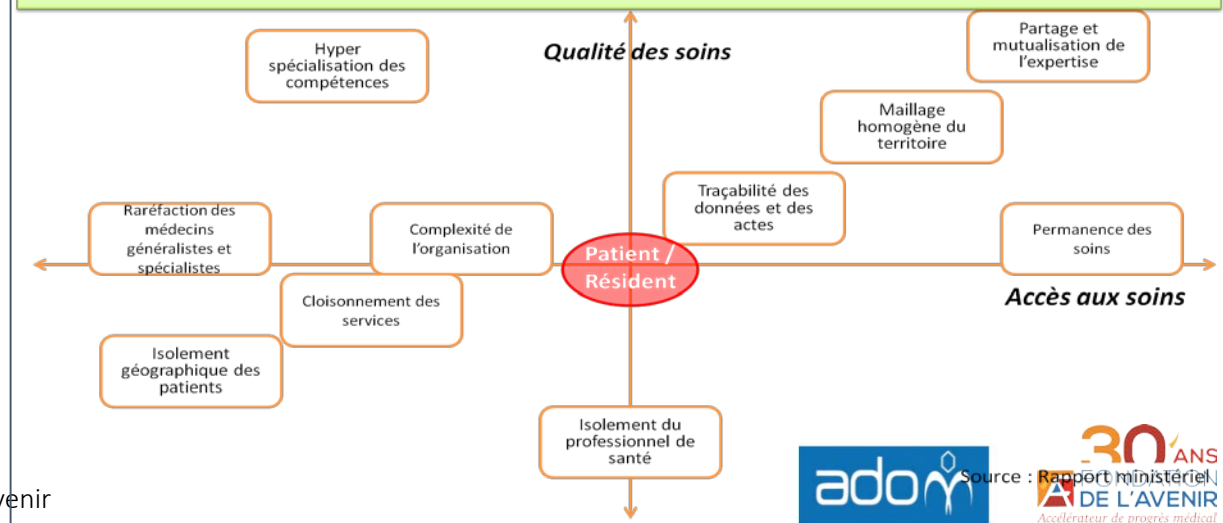 Hyper
spécialisation des
compétences
Qualité des soins
Partage et
mutualisation de
l'expertise
Maillage
homogène du
territoire
Traçabilité des
données et des
actes
Raréfaction des
médecins
généralistes et
spécialistes
Complexité de
l'organisation
Patient /
Résident
Permanence des
soins
Accès aux soins
Cloisonnement des
services
Isolement
géographique des
patients
Isolement du
professionnel de
santé
adom
30 ANS
Source : Rapport ministériel
FONDATION
DE L'AVENIR
Accélérateur de progrès médical
venir